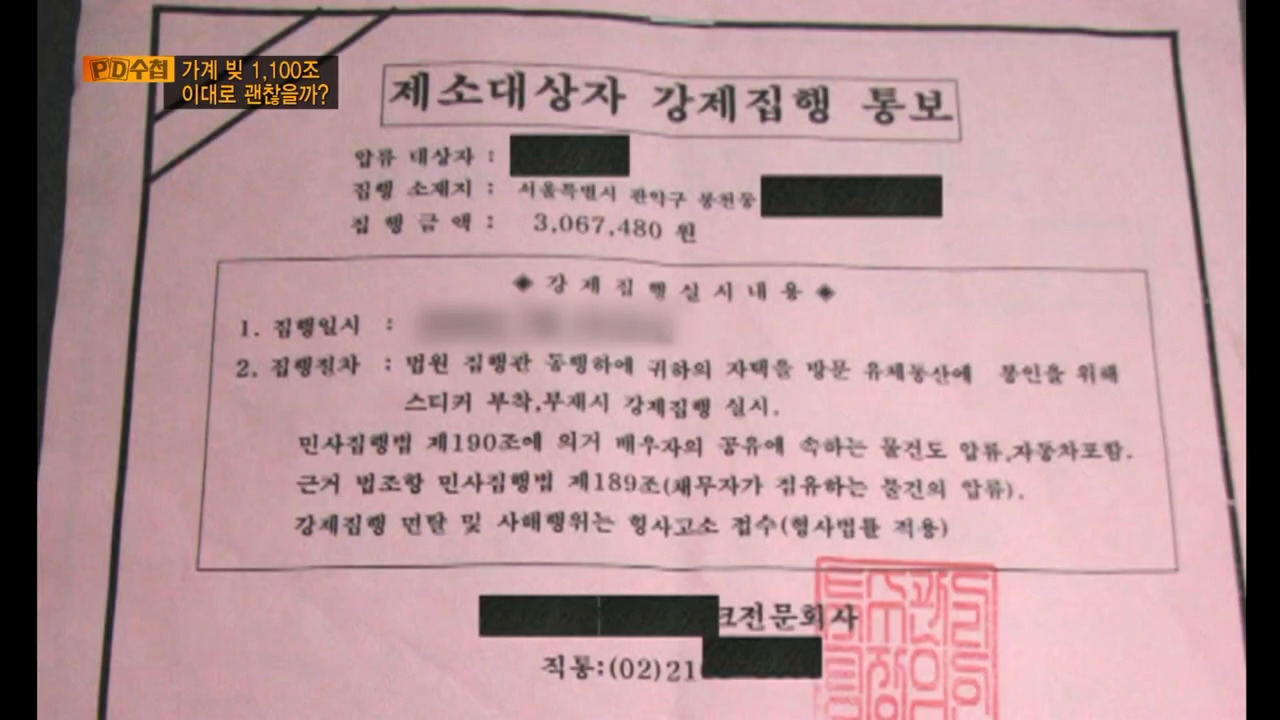 PD수첩 가계 빚 1,100조
이대로 괜찮을까?
제소대상자 강제집행 통보
압류 대상자 :
집행 소재지 : 서울특별시 관악구 봉천동
집 행 금 액 : 3,067,480 원
◈ 강 제 집 행 실 시 내 용 ◈
1. 집행일시 :
2. 집행절차 : 법원 집행관 동행하에 귀하의 자택을 방문 유체동산에 봉인을 위해
스티커 부착,부재시 강제집행 실시.
민사집행법 제190조에 의거 배우자의 공유에 속하는 물건도 압류,자동차포함.
근거 법조항 민사집행법 제189조(채무자가 점유하는 물건의 압류).
강제집행 면탈 및 사해행위는 형사고소 접수(형사법률 적용)
크전문회사
직통:(02)21